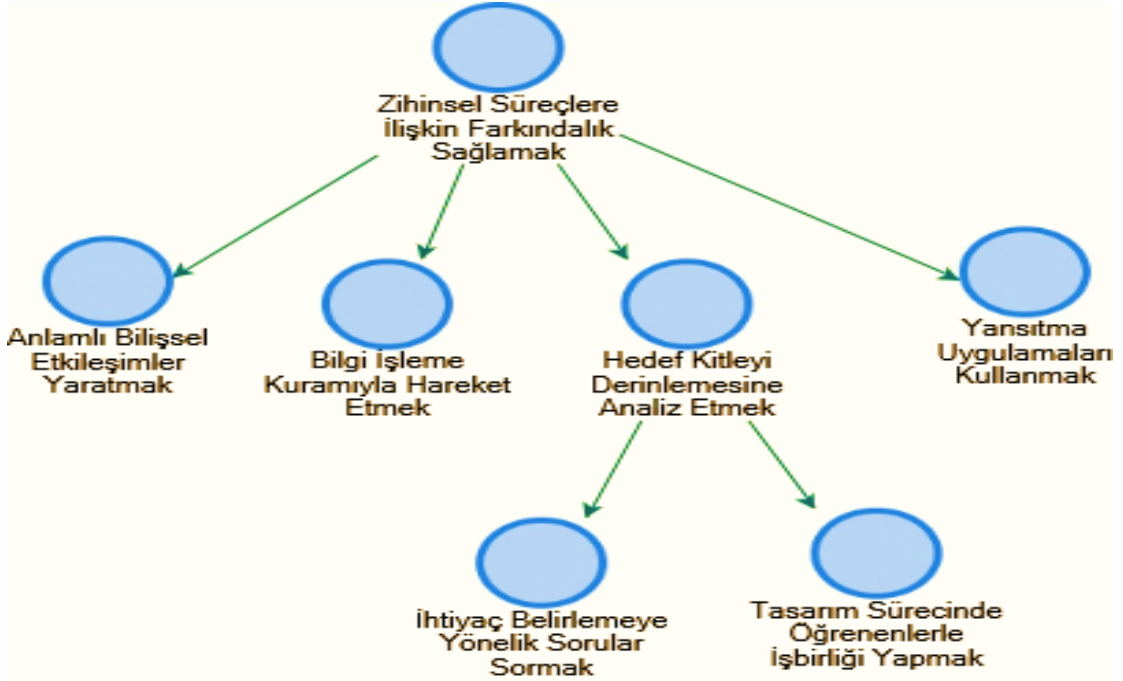 Zihinsel Süreçlere
İlişkin Farkındalık
Sağlamak
Anlamlı Bilişsel
Etkileşimler
Yaratmak
Bilgi İşleme
Kuramıyla Hareket
Etmek
Hedef Kitleyi
Derinlemesine
Analiz Etmek
Yansıtma
Uygulamaları
Kullanmak
İhtiyaç Belirlemeye
Yönelik Sorular
Sormak
Tasarım Sürecinde
Öğrenenlerle
İşbirliği Yapmak